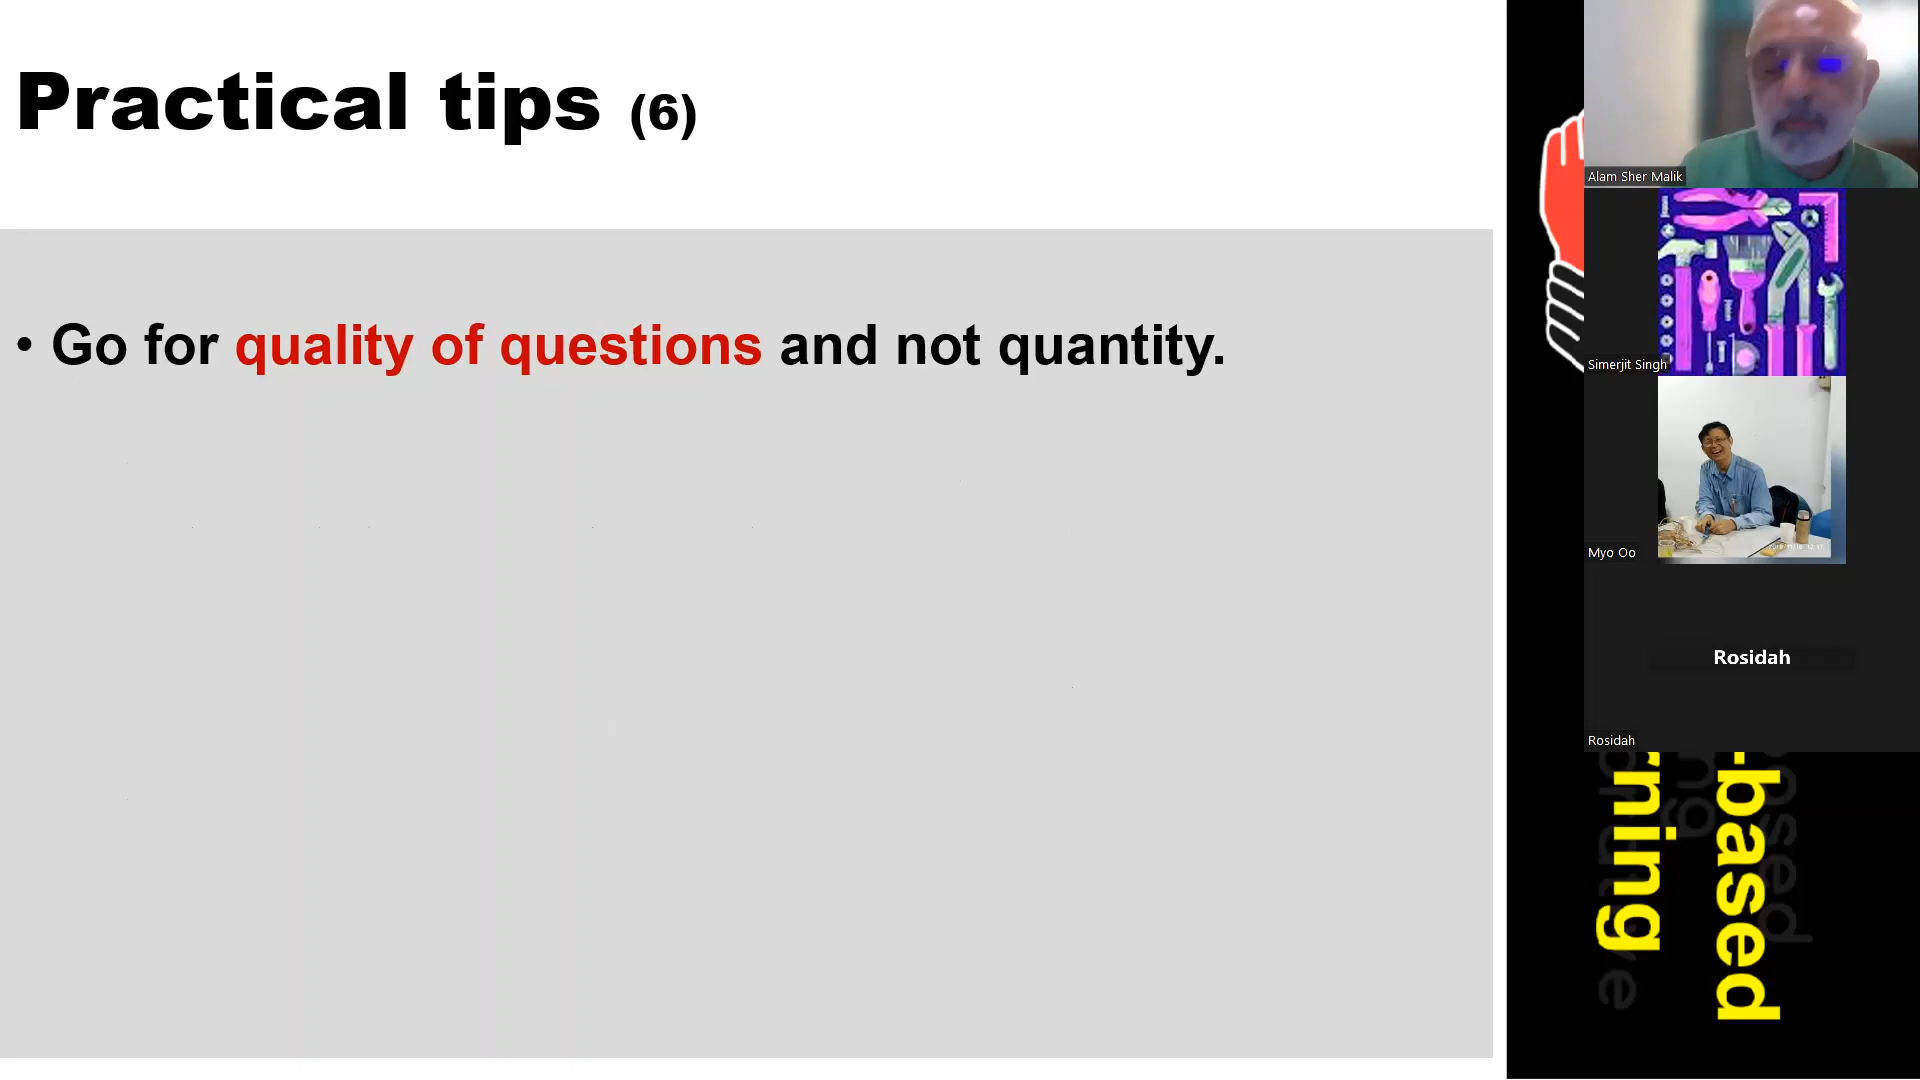 Practical tips (6)
• Go for quality of questions and not quantity.
Alam Sher Malik
Simerjit Singh
Myo Oo
Rosidah
Rosidah
-based
rning